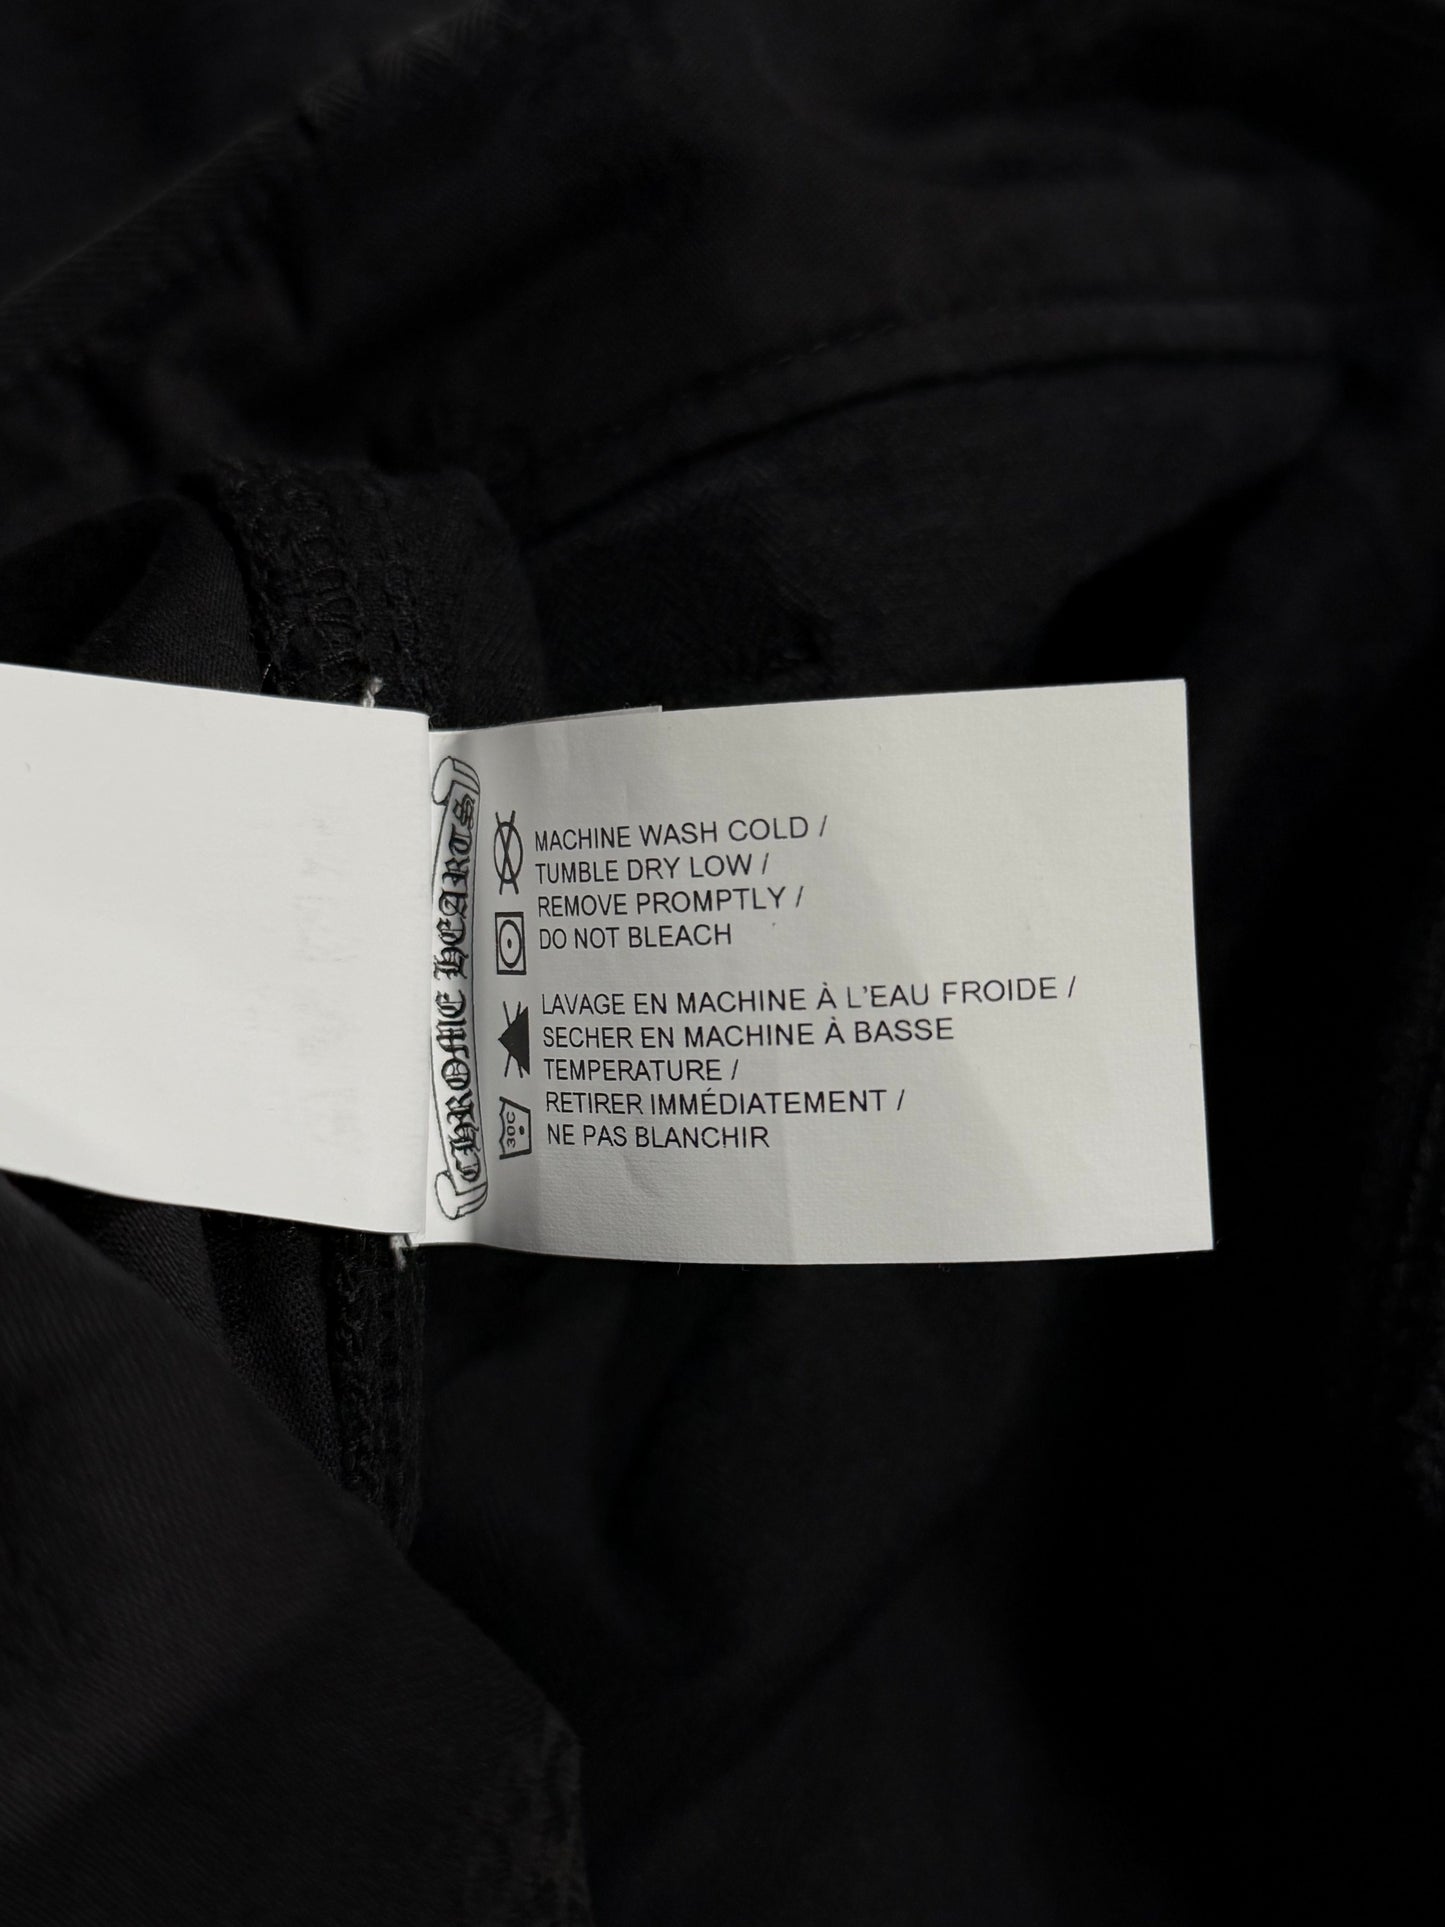 CHROME HEARTS
MACHINE WASH COLD /
TUMBLE DRY LOW /
REMOVE PROMPTLY /
DO NOT BLEACH
LAVAGE EN MACHINE À L'EAU FROIDE /
SECHER EN MACHINE À BASSE
TEMPERATURE /
RETIRER IMMÉDIATEMENT /
NE PAS BLANCHIR
30C